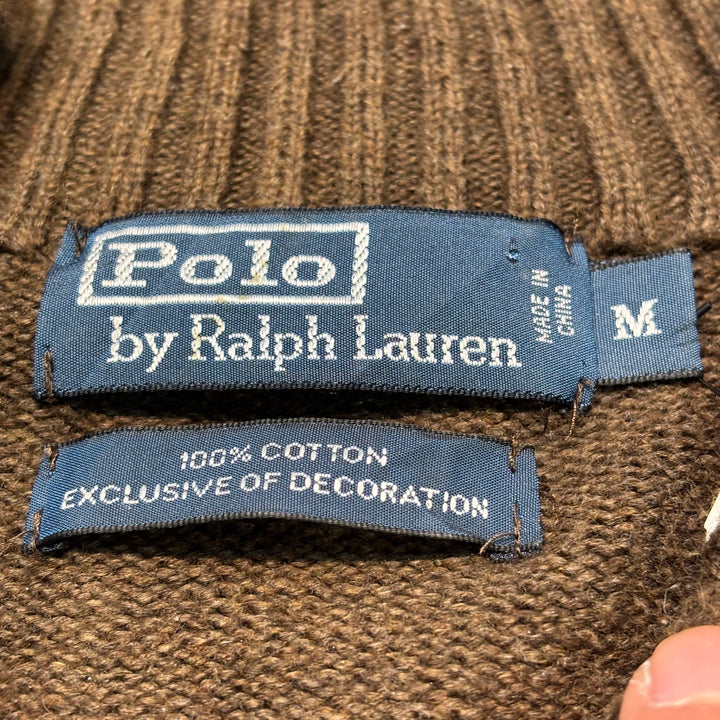 Polo
by Ralph Lauren
MADE IN
CHINA
M
100% COTTON
EXCLUSIVE OF DECORATION